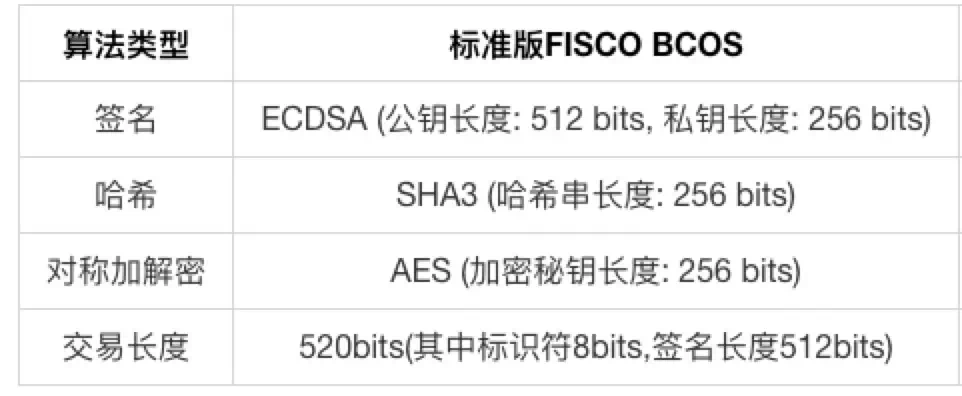 算法类型 标准版FISCO BCOS
签名 ECDSA (公钥长度: 512 bits, 私钥长度: 256 bits)
哈希 SHA3 (哈希串长度: 256 bits)
对称加解密 AES (加密秘钥长度: 256 bits)
交易长度 520bits(其中标识符8bits,签名长度512bits)